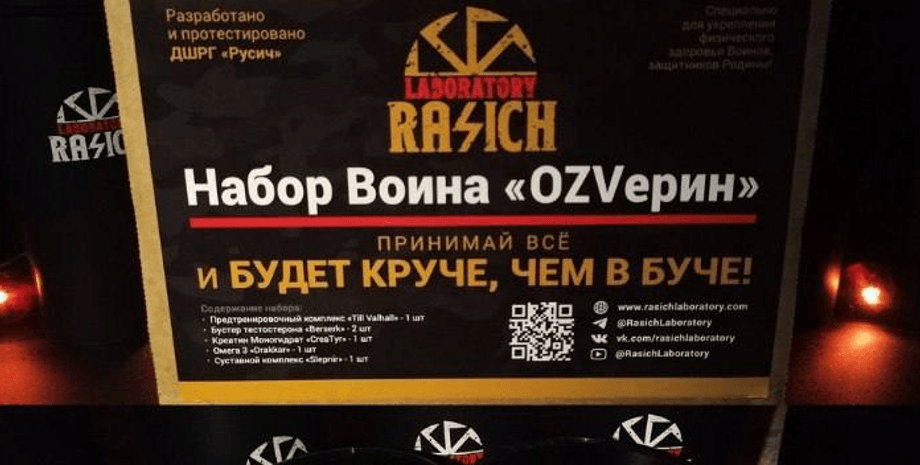 Разработано
и протестировано
ДШРГ «Русич»
Специально
для укрепления
физического
здоровья Воинов,
защитников Родины!
LABORATORY
RASICH
LABORATORY
RASIC
Набор Воина «OZVерин»
ПРИНИМАЙ ВСЁ
И БУДЕТ КРУЧЕ, ЧЕМ В БУЧЕ!
Содержание набора:
· Предтренировочный комплекс «Till Valhall» - 1 шт
· Бустер тестостерона «Berserk» - 2 шт
· Креатин Моногидрат «CreaTyr» - 1 шт
· Омега 3 «Drakkar» - 1 шт
· Суставной комплекс «Slepnir» - 1 шт
www.rasichlaboratory.com
@RasichLaboratory
vk.com/rasichlaboratory
@RasichLaboratory